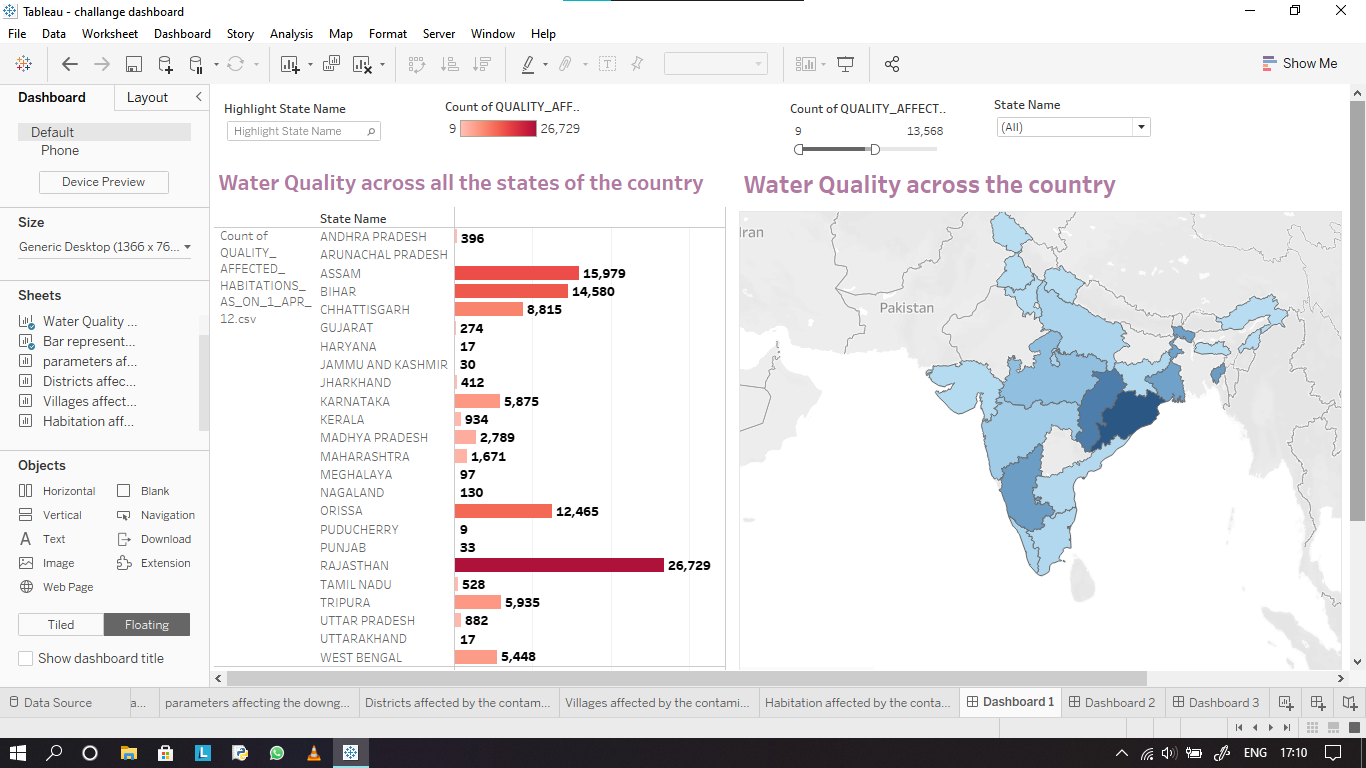 Tableau - challange dashboard
File Data Worksheet Dashboard Story Analysis Map Format Server Window Help
Show Me
Dashboard Layout
Default
Phone
Device Preview
Size
Generic Desktop (1366 x 76...
Sheets
Water Quality ...
Bar represent...
parameters af...
Districts affec...
Villages affect...
Habitation aff...
Objects
Horizontal Blank
Vertical Navigation
A Text Download
Image Extension
Web Page
Tiled Floating
Show dashboard title
Highlight State Name
Highlight State Name
Count of QUALITY_AFF..
9 26,729
Count of QUALITY_AFFECT..
9 13,568
State Name
(All)
Water Quality across all the states of the country
State Name
Count of
QUALITY_
AFFECTED_
HABITATIONS_
AS_ON_1_APR_
12.csv
ANDHRA PRADESH 396
ARUNACHAL PRADESH
ASSAM 15,979
BIHAR 14,580
CHHATTISGARH 8,815
GUJARAT 274
HARYANA 17
JAMMU AND KASHMIR 30
JHARKHAND 412
KARNATAKA 5,875
KERALA 934
MADHYA PRADESH 2,789
MAHARASHTRA 1,671
MEGHALAYA 97
NAGALAND 130
ORISSA 12,465
PUDUCHERRY 9
PUNJAB 33
RAJASTHAN 26,729
TAMIL NADU 528
TRIPURA 5,935
UTTAR PRADESH 882
UTTARAKHAND 17
WEST BENGAL 5,448
Water Quality across the country
Iran
Pakistan
Data Source a... parameters affecting the downg... Districts affected by the contam... Villages affected by the contami... Habitation affected by the conta... Dashboard 1 Dashboard 2 Dashboard 3
L ENG 17:10